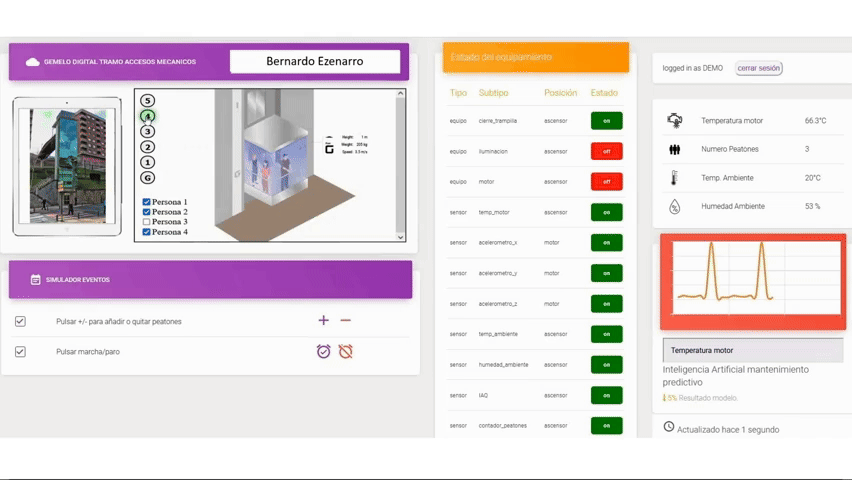 GEMELO DIGITAL TRAMO ACCESOS MECANICOS
Bernardo Ezenarro
5
4
3
2
1
G
Height: 1 m
Weight: 205 kg
Speed: 0.5 m/s
G
Persona 1
Persona 2
Persona 3
Persona 4
SIMULADOR EVENTOS
Pulsar +/- para añadir o quitar peatones
Pulsar marcha/paro
Estado del equipamiento
Tipo Subtipo Posición Estado
equipo cierre_trampilla ascensor on
equipo iluminacion ascensor off
equipo motor ascensor off
sensor temp_motor ascensor on
sensor acelerometro_x motor on
sensor acelerometro_y motor on
sensor acelerometro_z motor on
sensor temp_ambiente ascensor on
sensor humedad_ambiente ascensor on
sensor IAQ ascensor on
sensor contador_peatones ascensor on
logged in as DEMO cerrar sesión
Temperatura motor 66.3°C
Numero Peatones 3
Temp. Ambiente 20°C
Humedad Ambiente 53 %
Temperatura motor
Inteligencia Artificial mantenimiento
predictivo
5% Resultado modelo.
Actualizado hace 1 segundo